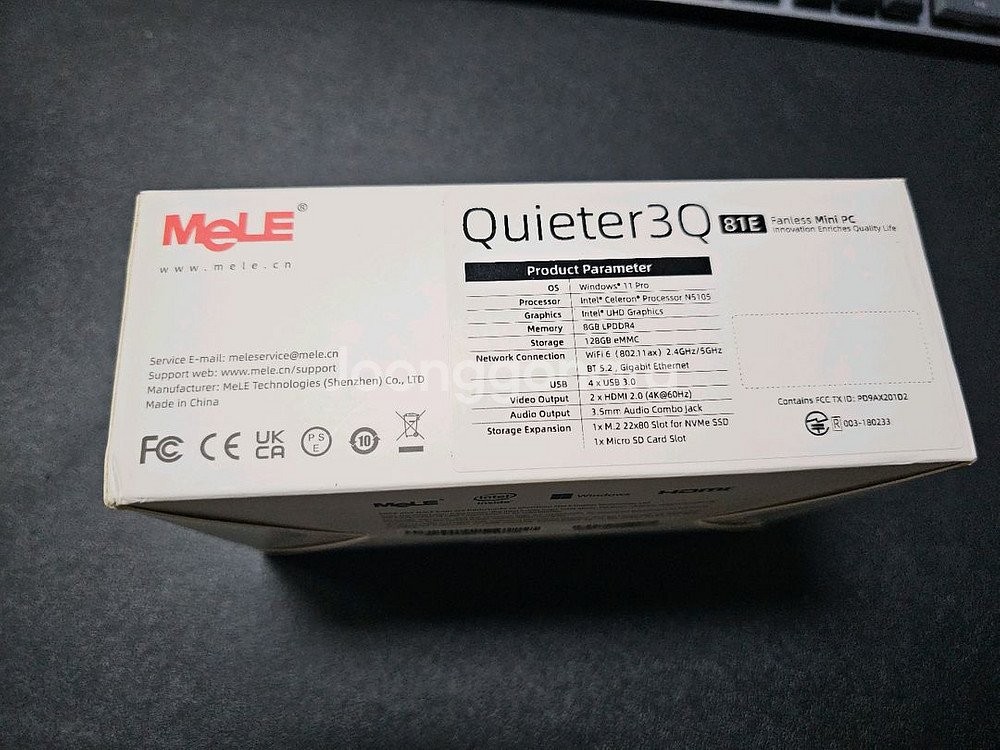 MeLE®
www.mele.cn
Service E-mail: meleservice@mele.cn
Support web: www.mele.cn/support
Manufacturer: MeLE Technologies (Shenzhen) Co., LTD
Made in China
FC CE UK CA PSE 10
Quieter3Q 81E Fanless Mini PC
Innovation Enriches Quality Life
Product Parameter
OS Windows® 11 Pro
Processor Intel® Celeron® Processor N5105
Graphics Intel® UHD Graphics
Memory 8GB LPDDR4
Storage 128GB eMMC
Network Connection WiFi 6 (802.11ax) 2.4GHz/5GHz
BT 5.2, Gigabit Ethernet
USB 4 x USB 3.0
Video Output 2 x HDMI 2.0 (4K@60Hz)
Audio Output 3.5mm Audio Combo Jack
Storage Expansion 1x M.2 22x80 Slot for NVMe SSD
1x Micro SD Card Slot
Contains FCC TX ID: PD9AX201D2
R 003-180233
MeLE intel inside Windows HDMI